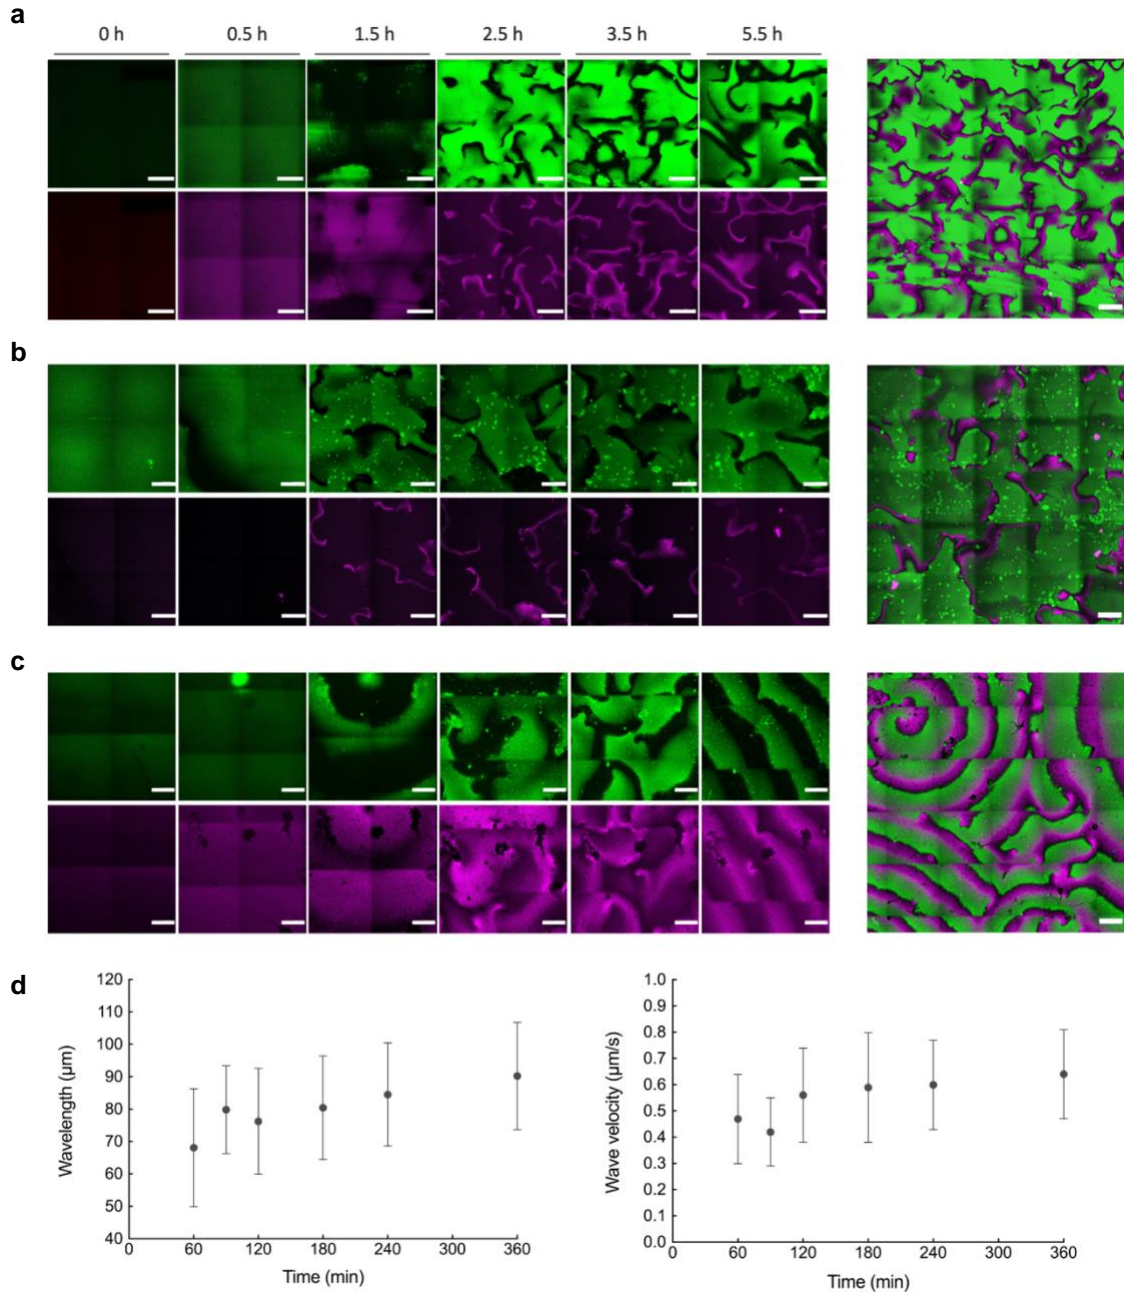 a
0 h 0.5 h 1.5 h 2.5 h 3.5 h 5.5 h
b
c
d
120
110
100
90
80
70
60
50
40
Wavelength (µm)
0 60 120 180 240 300 360
Time (min)
1.0
0.9
0.8
0.7
0.6
0.5
0.4
0.3
0.2
0.1
0.0
Wave velocity (µm/s)
0 60 120 180 240 300 360
Time (min)